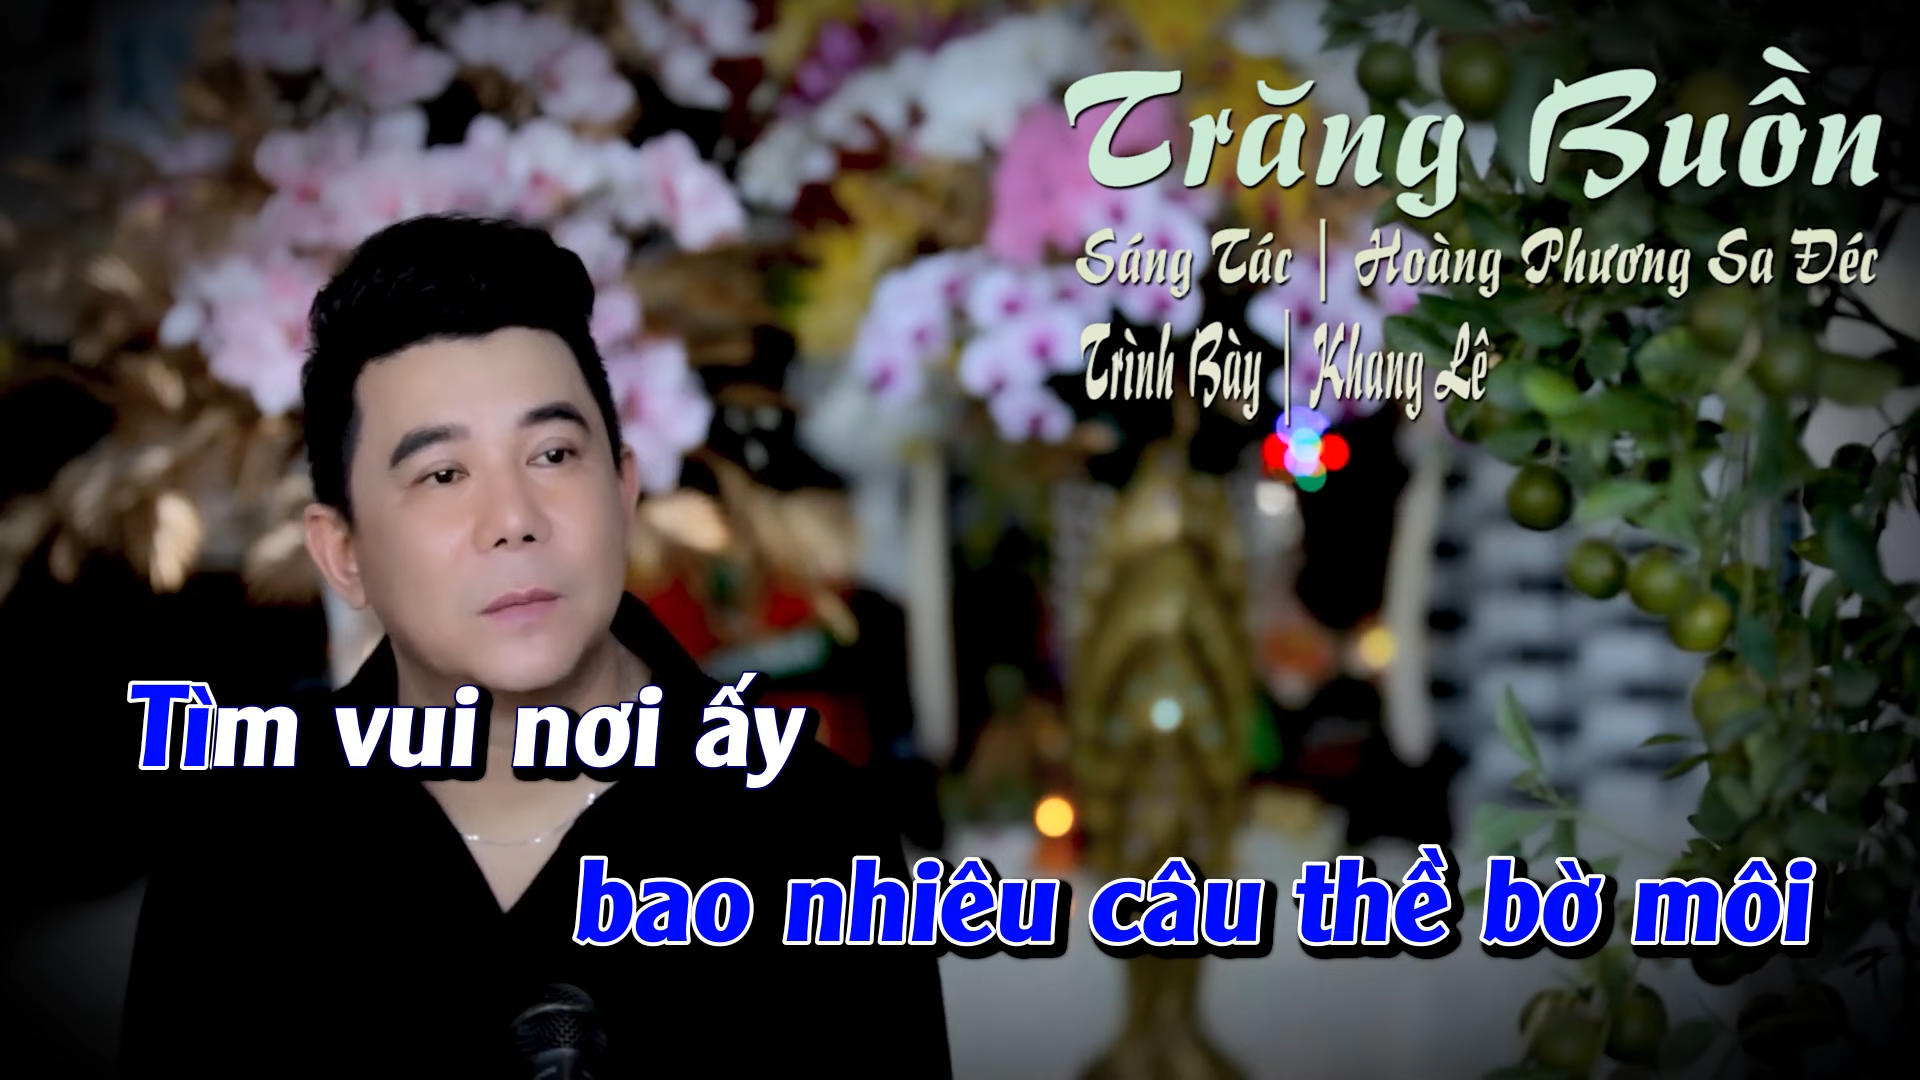 Trăng Buồn
Sáng Tác | Hoàng Phương Sa Đéc
Trình Bày | Khang Lê
Tìm vui nơi ấy
bao nhiêu câu thề bờ môi